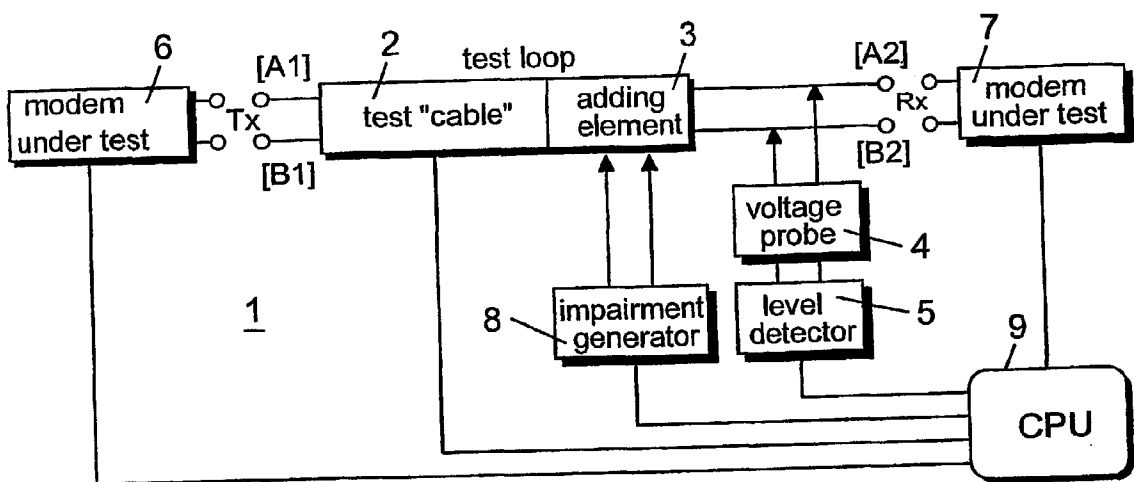 6
[A1]
2
test loop
3
[A2]
7
modem
under test
Tx
test "cable"
adding
element
Rx
modem
under test
[B1]
[B2]
voltage
probe
4
1
8
impairment
generator
level
detector
5
9
CPU